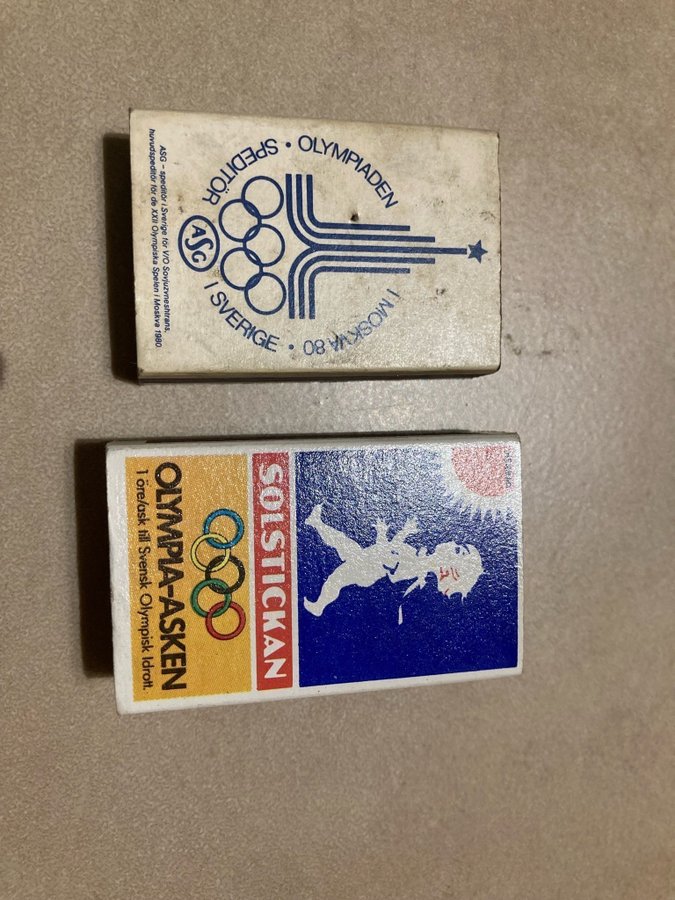 OLYMPIADEN I MOSKVA 80 •
SPEDITÖR I SVERIGE •
ASG
ASG – speditör i Sverige för V/O Sovjuzvneshtrans,
huvudspeditör för de XXII Olympiska Spelen i Moskva 1980
SOLSTICKAN
OLYMPIA-ASKEN
1 öre/ask till Svensk Olympisk Idrott.